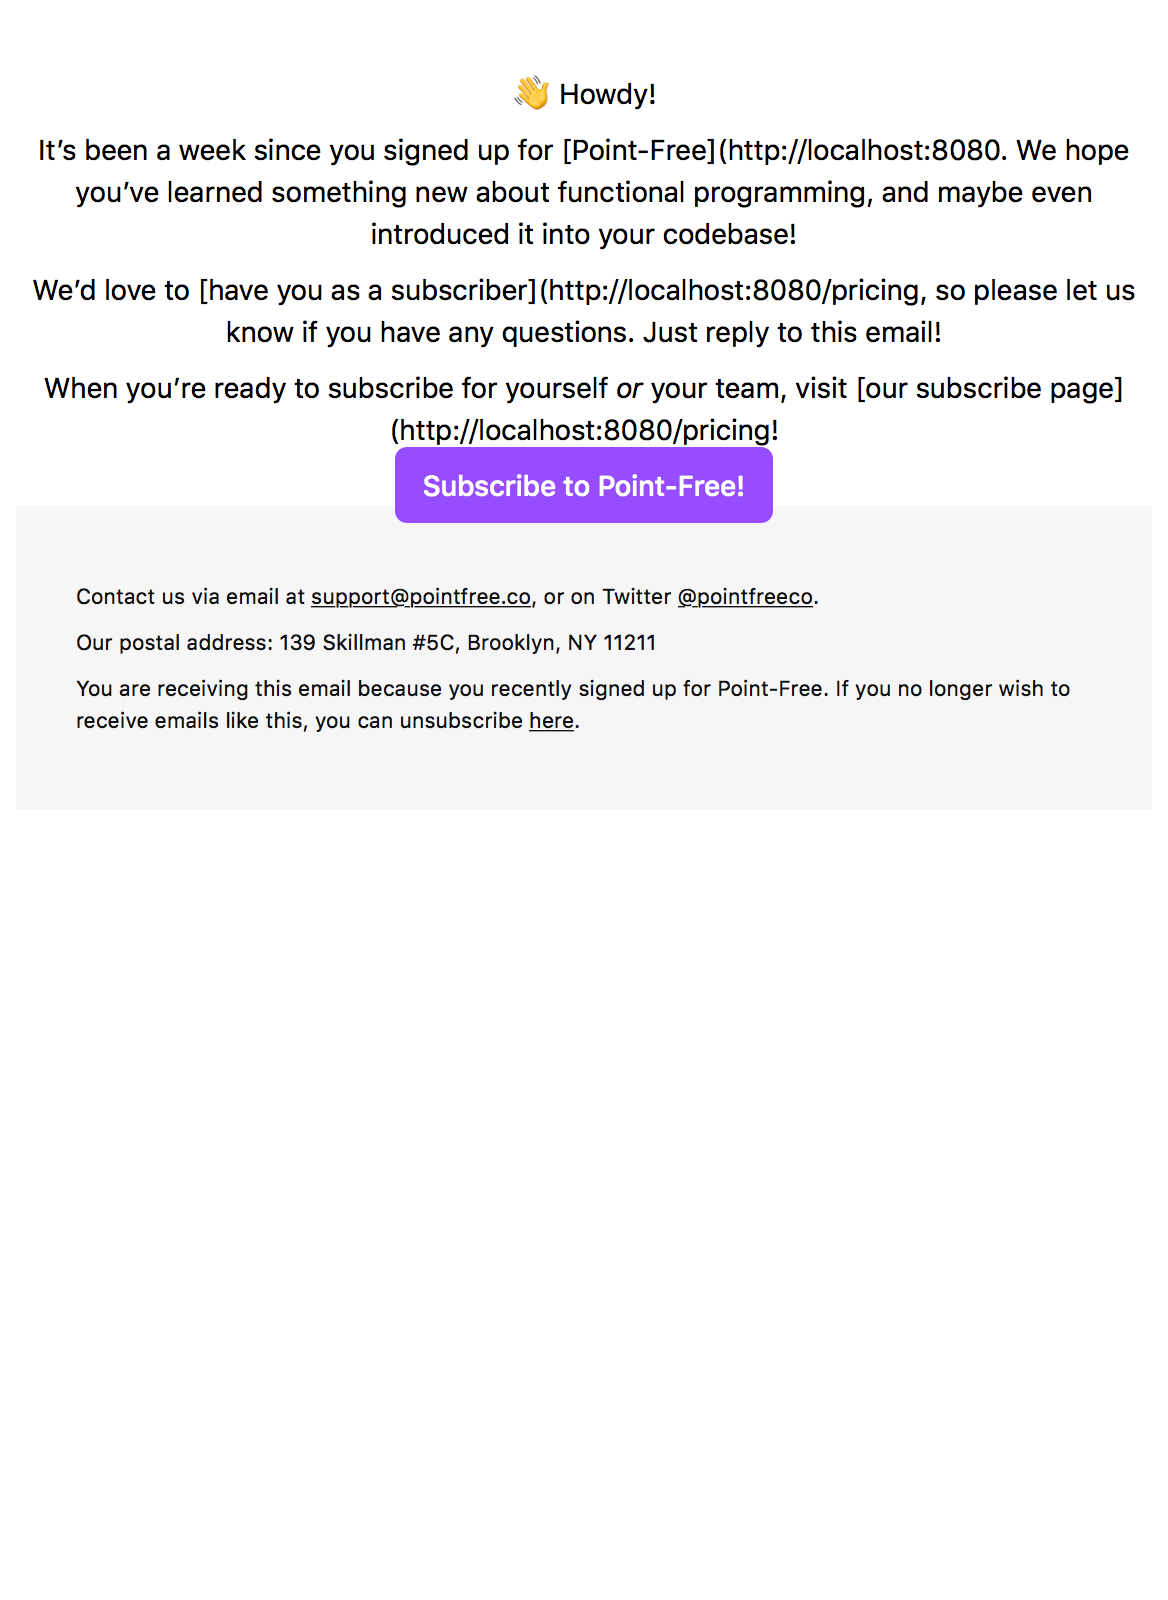 👋 Howdy!
It’s been a week since you signed up for [Point-Free](http://localhost:8080. We hope
you’ve learned something new about functional programming, and maybe even
introduced it into your codebase!
We’d love to [have you as a subscriber](http://localhost:8080/pricing, so please let us
know if you have any questions. Just reply to this email!
When you’re ready to subscribe for yourself or your team, visit [our subscribe page]
(http://localhost:8080/pricing!
Subscribe to Point-Free!
Contact us via email at support@pointfree.co, or on Twitter @pointfreeco.
Our postal address: 139 Skillman #5C, Brooklyn, NY 11211
You are receiving this email because you recently signed up for Point-Free. If you no longer wish to
receive emails like this, you can unsubscribe here.